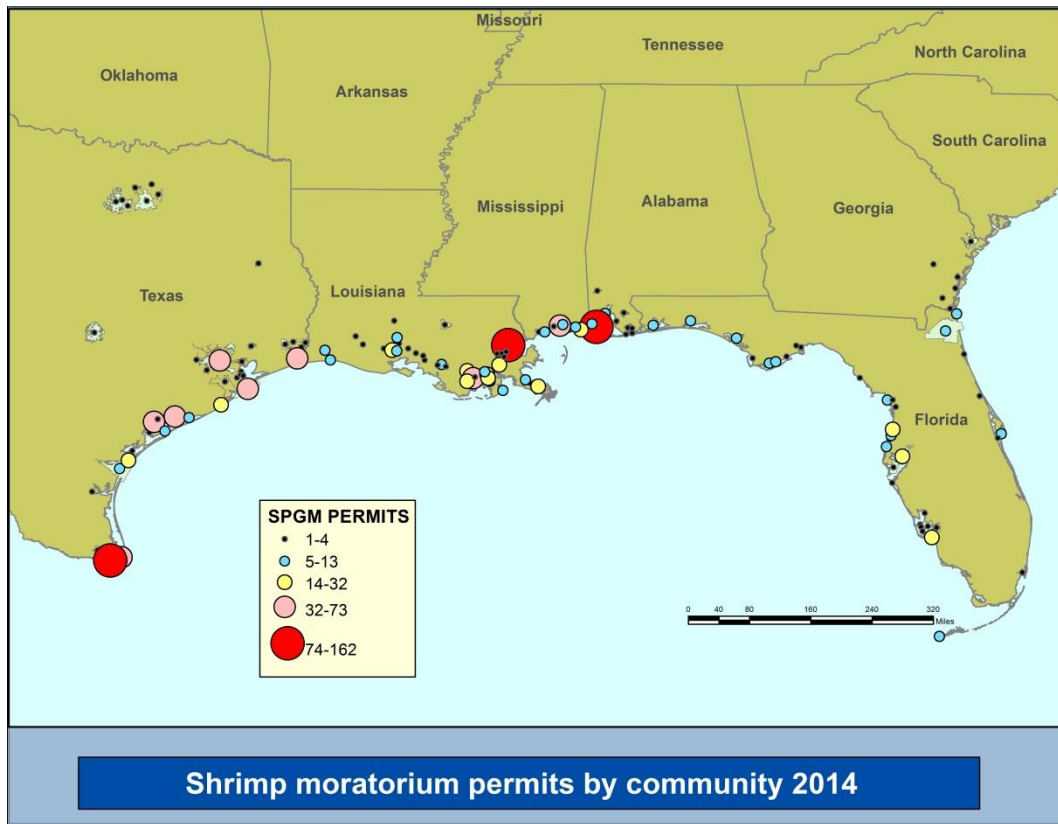 Missouri
Tennessee
North Carolina
Oklahoma
Arkansas
South Carolina
Mississippi
Alabama
Georgia
Texas
Louisiana
Florida
SPGM PERMITS
1-4
5-13
14-32
32-73
74-162
0 40 80 160 240 320
Miles
Shrimp moratorium permits by community 2014